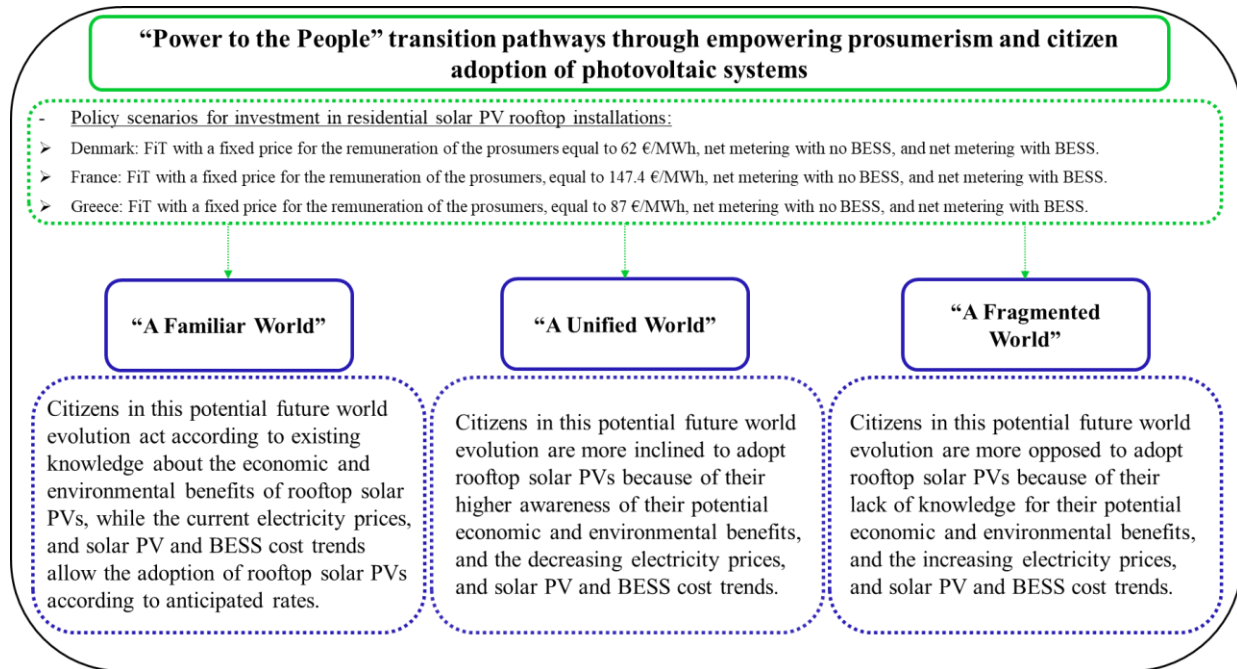 “Power to the People” transition pathways through empowering prosumerism and citizen
adoption of photovoltaic systems
- Policy scenarios for investment in residential solar PV rooftop installations:
➢ Denmark: FiT with a fixed price for the remuneration of the prosumers equal to 62 €/MWh, net metering with no BESS, and net metering with BESS.
➢ France: FiT with a fixed price for the remuneration of the prosumers, equal to 147.4 €/MWh, net metering with no BESS, and net metering with BESS.
➢ Greece: FiT with a fixed price for the remuneration of the prosumers, equal to 87 €/MWh, net metering with no BESS, and net metering with BESS.
“A Familiar World”
Citizens in this potential future world
evolution act according to existing
knowledge about the economic and
environmental benefits of rooftop solar
PVs, while the current electricity prices,
and solar PV and BESS cost trends
allow the adoption of rooftop solar PVs
according to anticipated rates.
“A Unified World”
Citizens in this potential future world
evolution are more inclined to adopt
rooftop solar PVs because of their
higher awareness of their potential
economic and environmental benefits,
and the decreasing electricity prices,
and solar PV and BESS cost trends.
“A Fragmented
World”
Citizens in this potential future world
evolution are more opposed to adopt
rooftop solar PVs because of their
lack of knowledge for their potential
economic and environmental benefits,
and the increasing electricity prices,
and solar PV and BESS cost trends.